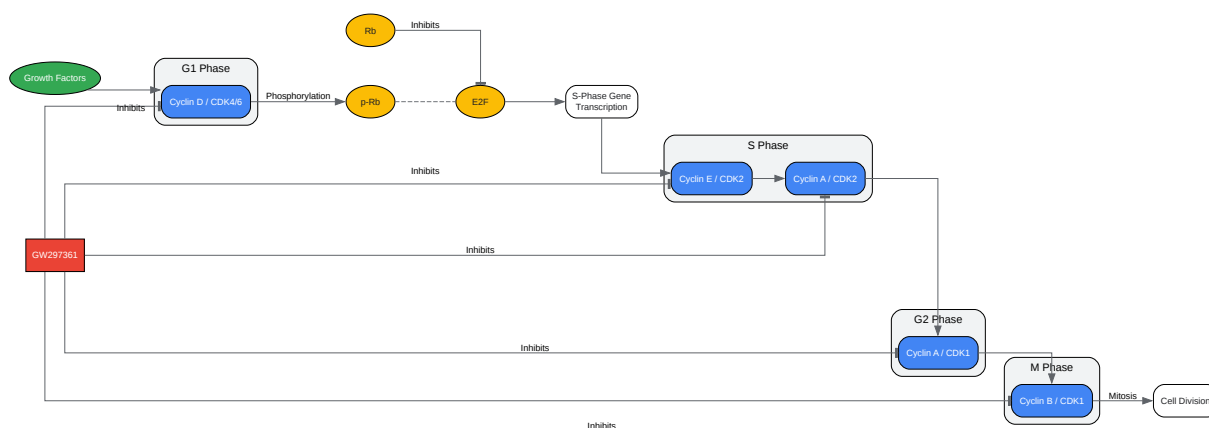 Rb
Inhibits
G1 Phase
Growth Factors
Cyclin D / CDK4/6
Inhibits
Phosphorylation
p-Rb
E2F
S-Phase Gene
Transcription
S Phase
Inhibits
Cyclin E / CDK2
Cyclin A / CDK2
GW297361
Inhibits
G2 Phase
Inhibits
Cyclin A / CDK1
M Phase
Cyclin B / CDK1
Mitosis
Cell Division
Inhibits